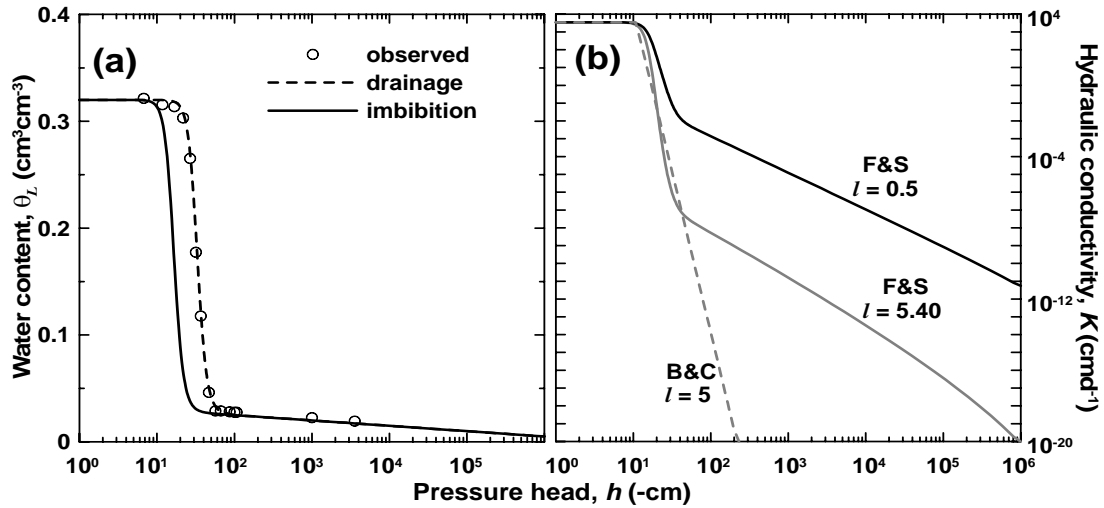 0.4
0.3
0.2
0.1
0
Water content, θL (cm³cm⁻³)
(a)
observed
drainage
imbibition
10⁰
10¹
10²
10³
10⁴
10⁵
(b)
F&S
l = 0.5
F&S
l = 5.40
B&C
l = 5
10⁰
10¹
10²
10³
10⁴
10⁵
10⁶
10⁴
10⁻⁴
10⁻¹²
10⁻²⁰
Hydraulic conductivity, K (cmd⁻¹)
Pressure head, h (-cm)